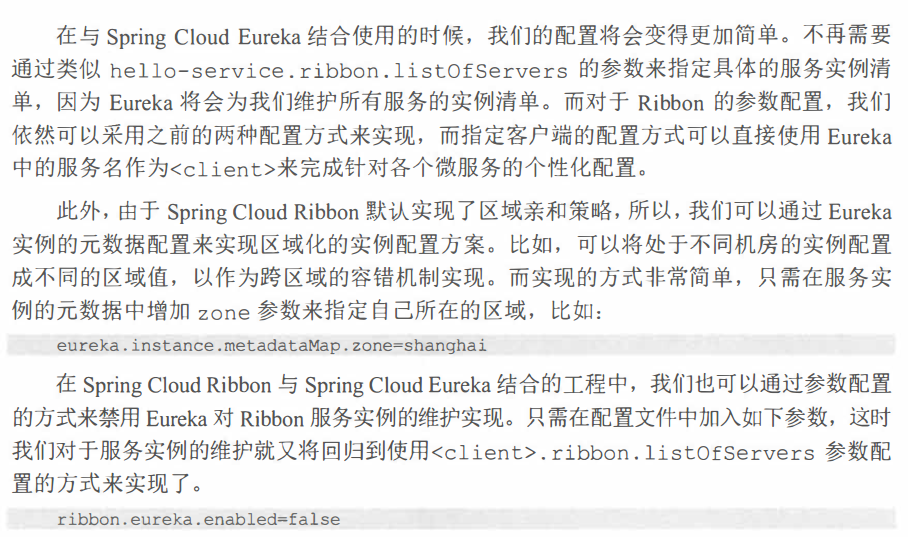 在与 Spring Cloud Eureka 结合使用的时候，我们的配置将会变得更加简单。不再需要
通过类似 hello-service.ribbon.listOfServers 的参数来指定具体的服务实例清
单，因为 Eureka 将会为我们维护所有服务的实例清单。而对于 Ribbon 的参数配置，我们
依然可以采用之前的两种配置方式来实现，而指定客户端的配置方式可以直接使用 Eureka
中的服务名作为<client>来完成针对各个微服务的个性化配置。
此外，由于 Spring Cloud Ribbon 默认实现了区域亲和策略，所以，我们可以通过 Eureka
实例的元数据配置来实现区域化的实例配置方案。比如，可以将处于不同机房的实例配置
成不同的区域值，以作为跨区域的容错机制实现。而实现的方式非常简单，只需在服务实
例的元数据中增加 zone 参数来指定自己所在的区域，比如：
eureka.instance.metadataMap.zone=shanghai
在 Spring Cloud Ribbon 与 Spring Cloud Eureka 结合的工程中，我们也可以通过参数配置
的方式来禁用 Eureka 对 Ribbon 服务实例的维护实现。只需在配置文件中加入如下参数，这时
我们对于服务实例的维护就又将回归到使用<client>.ribbon.listOfServers 参数配
置的方式来实现了。
ribbon.eureka.enabled=false